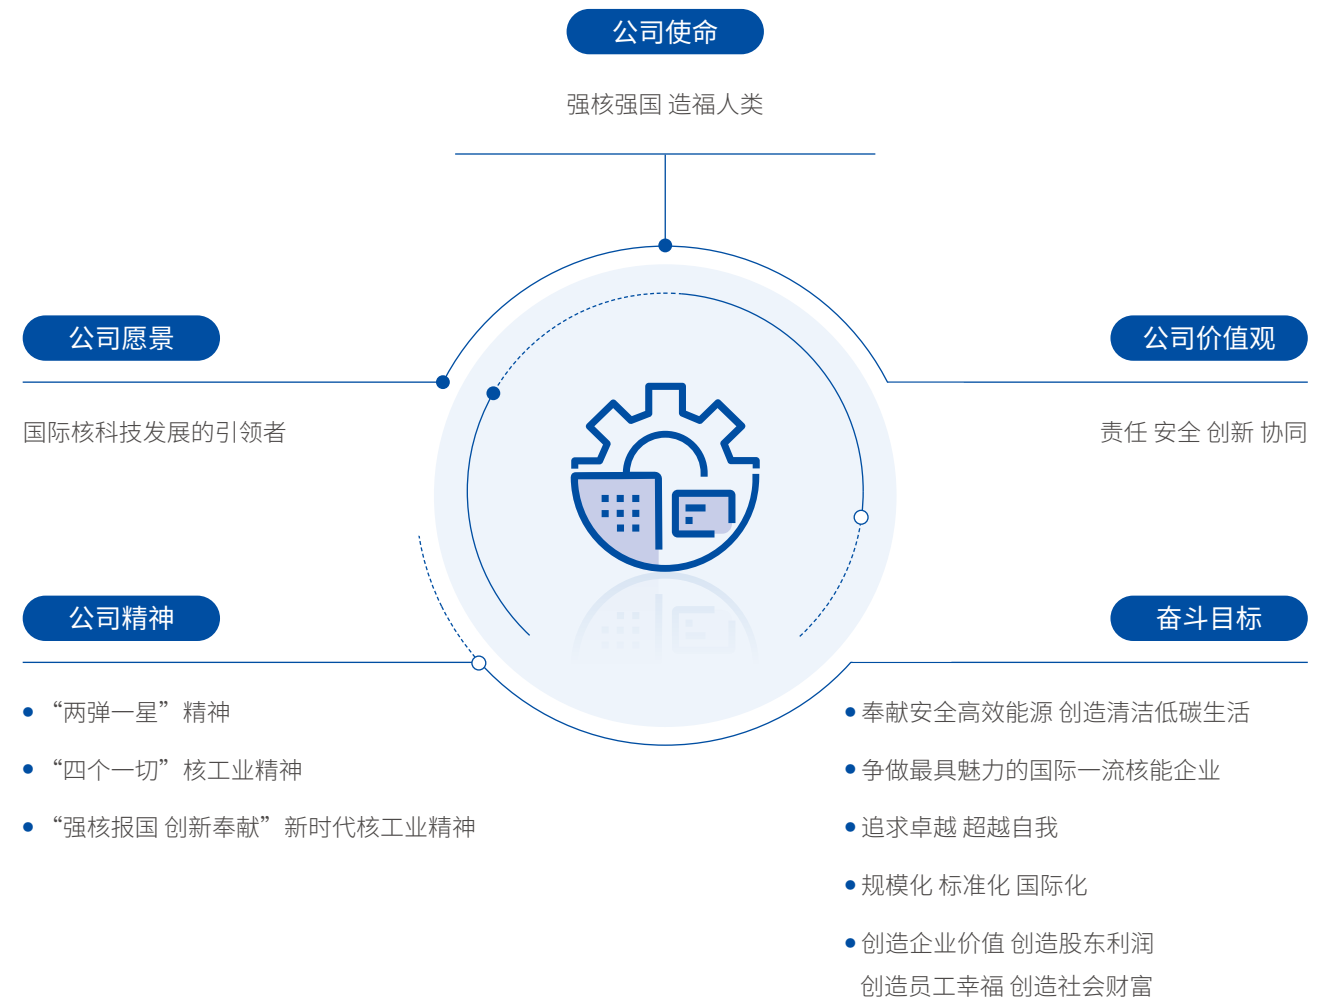 公司使命
强核强国 造福人类
公司愿景
国际核科技发展的引领者
公司价值观
责任 安全 创新 协同
公司精神
“两弹一星”精神
“四个一切”核工业精神
“强核报国 创新奉献”新时代核工业精神
奋斗目标
奉献安全高效能源 创造清洁低碳生活
争做最具魅力的国际一流核能企业
追求卓越 超越自我
规模化 标准化 国际化
创造企业价值 创造股东利润
创造员工幸福 创造社会财富